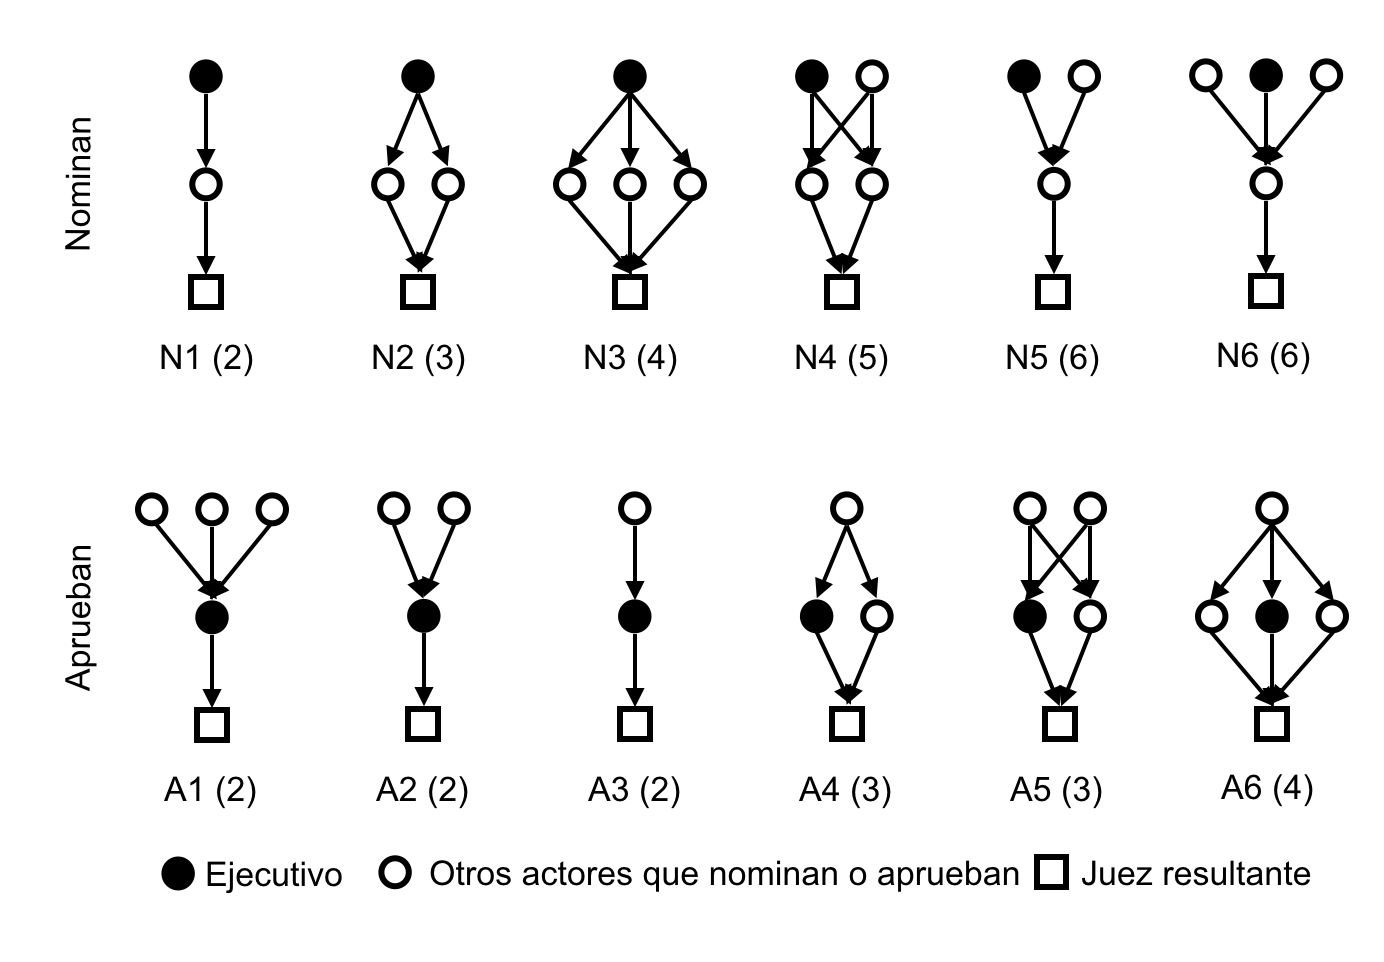 Nominan
N1 (2) N2 (3) N3 (4) N4 (5) N5 (6) N6 (6)
Aprueban
A1 (2) A2 (2) A3 (2) A4 (3) A5 (3) A6 (4)
Ejecutivo Otros actores que nominan o aprueban Juez resultante